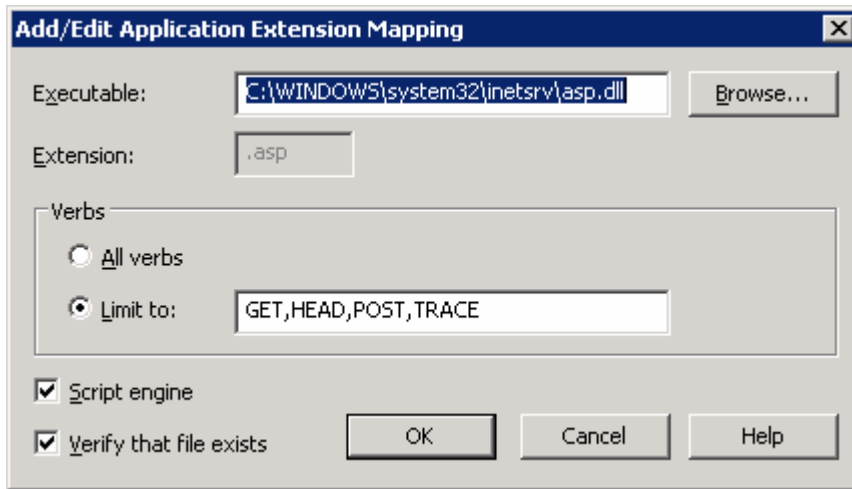 Add/Edit Application Extension Mapping
Executable: C:\WINDOWS\system32\inetsrv\asp.dll Browse...
Extension: .asp
Verbs
All verbs
Limit to: GET,HEAD,POST,TRACE
Script engine
Verify that file exists OK Cancel Help